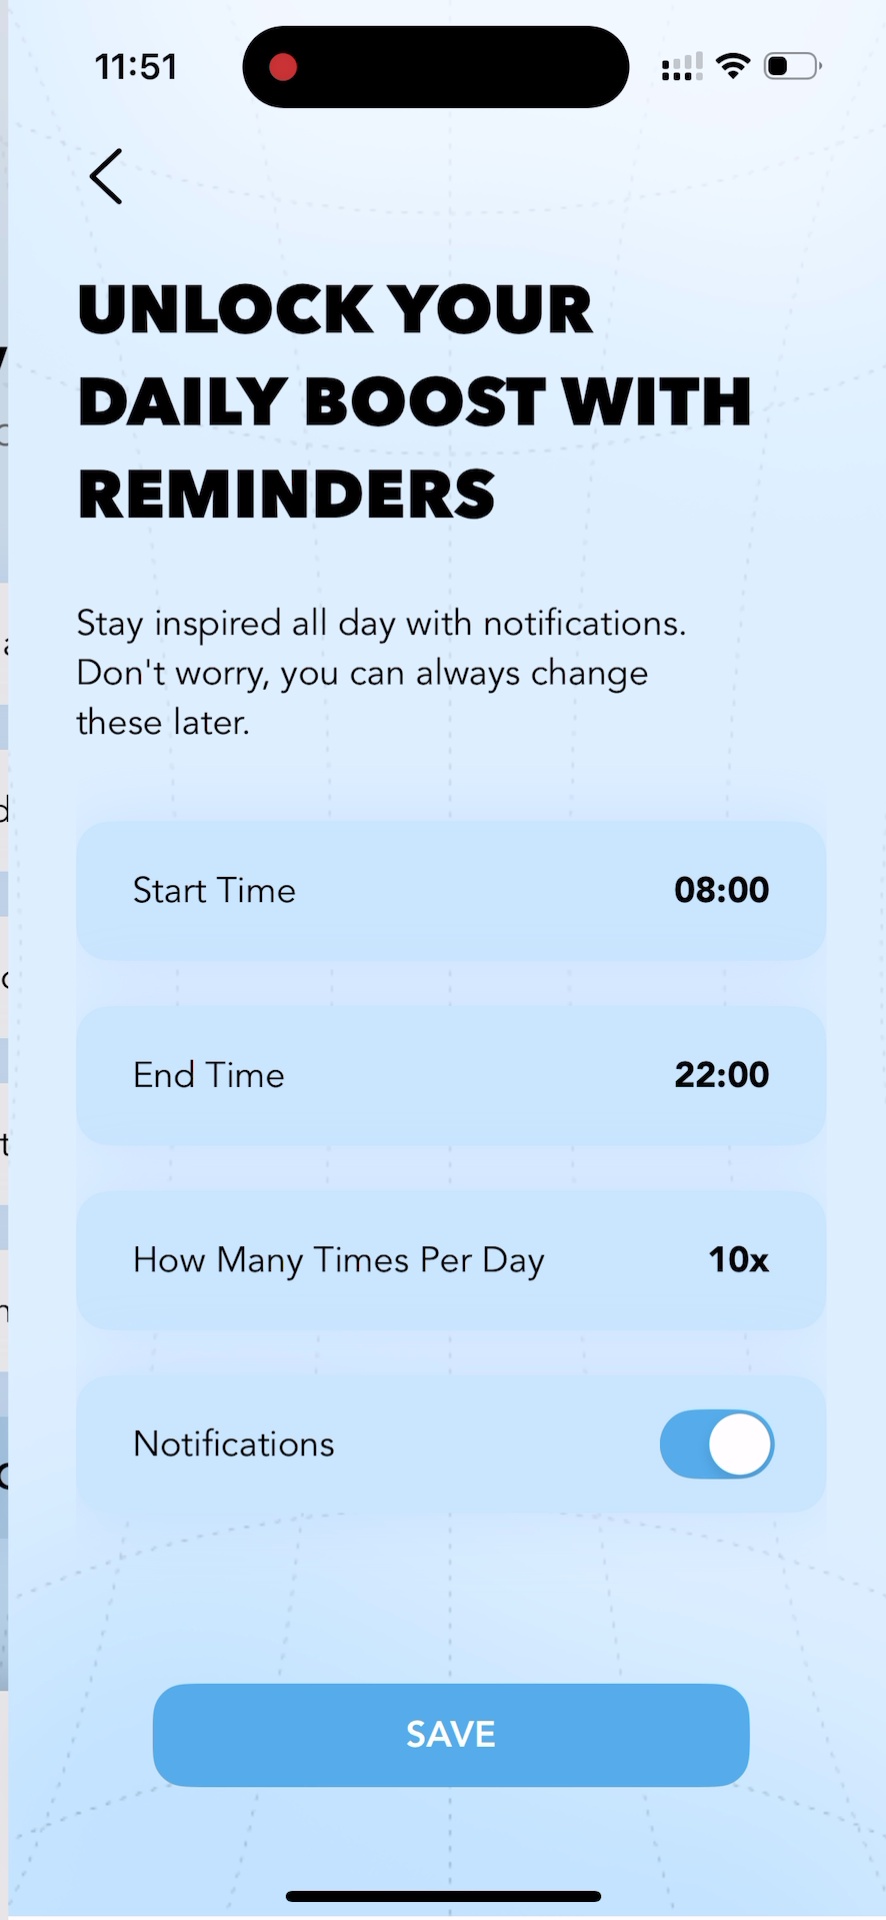 11:51
UNLOCK YOUR
DAILY BOOST WITH
REMINDERS
Stay inspired all day with notifications.
Don't worry, you can always change
these later.
Start Time 08:00
End Time 22:00
How Many Times Per Day 10x
Notifications
SAVE